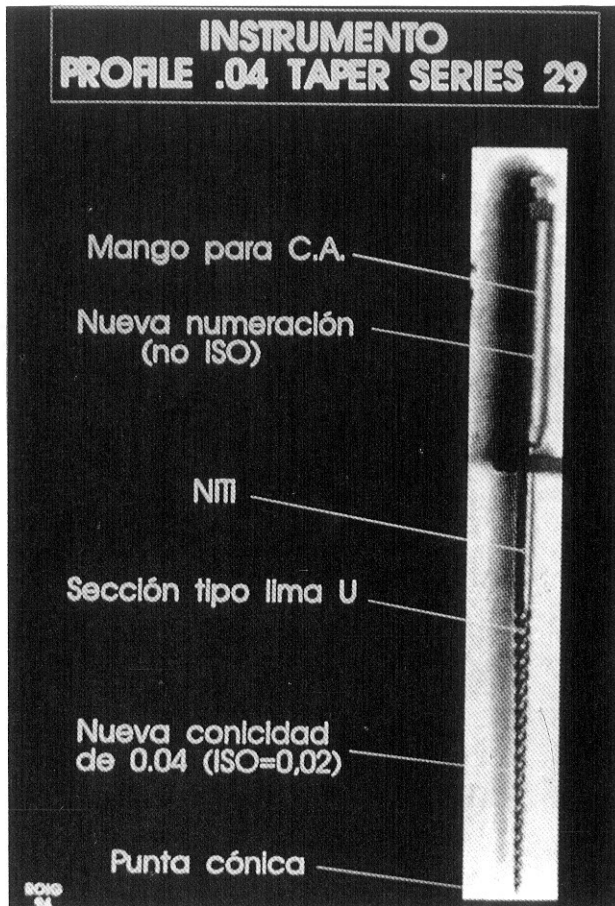 INSTRUMENTO
PROFILE .04 TAPER SERIES 29
Mango para C.A.
Nueva numeración
(no ISO)
NiTi
Sección tipo lima U
Nueva conicidad
de 0.04 (ISO=0,02)
Punta cónica
ROIG
94